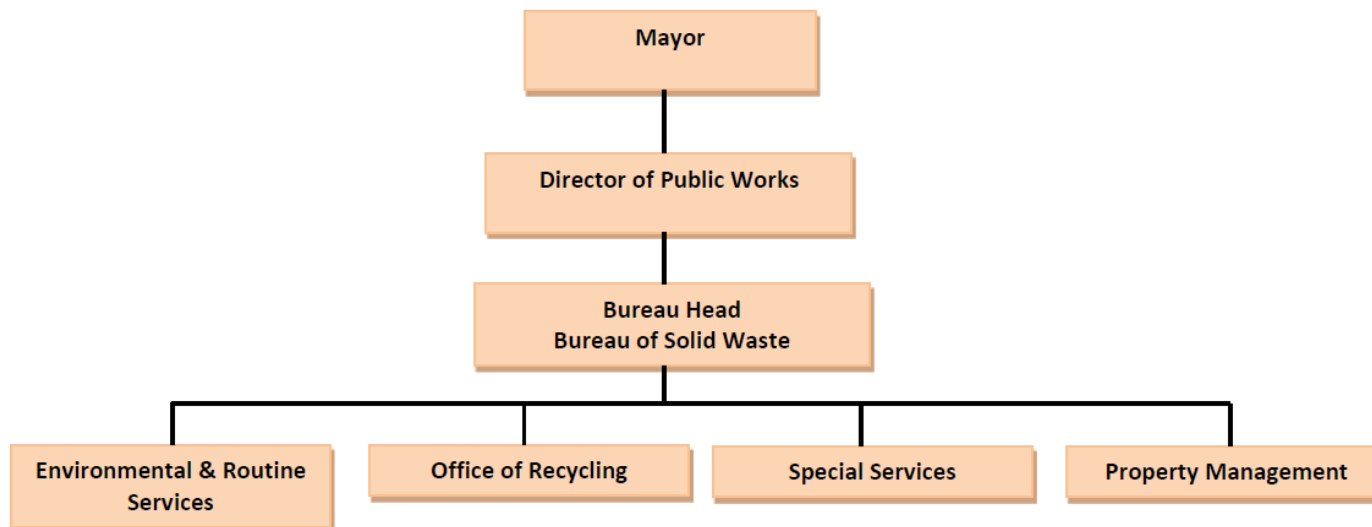 Mayor
Director of Public Works
Bureau Head
Bureau of Solid Waste
Environmental & Routine
Services
Office of Recycling
Special Services
Property Management